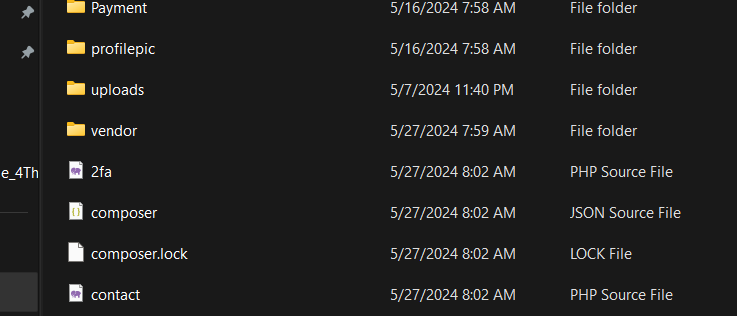 Payment 5/16/2024 7:58 AM File folder
profilepic 5/16/2024 7:58 AM File folder
uploads 5/7/2024 11:40 PM File folder
vendor 5/27/2024 7:59 AM File folder
e_4Th
2fa 5/27/2024 8:02 AM PHP Source File
composer 5/27/2024 8:02 AM JSON Source File
composer.lock 5/27/2024 8:02 AM LOCK File
contact 5/27/2024 8:02 AM PHP Source File